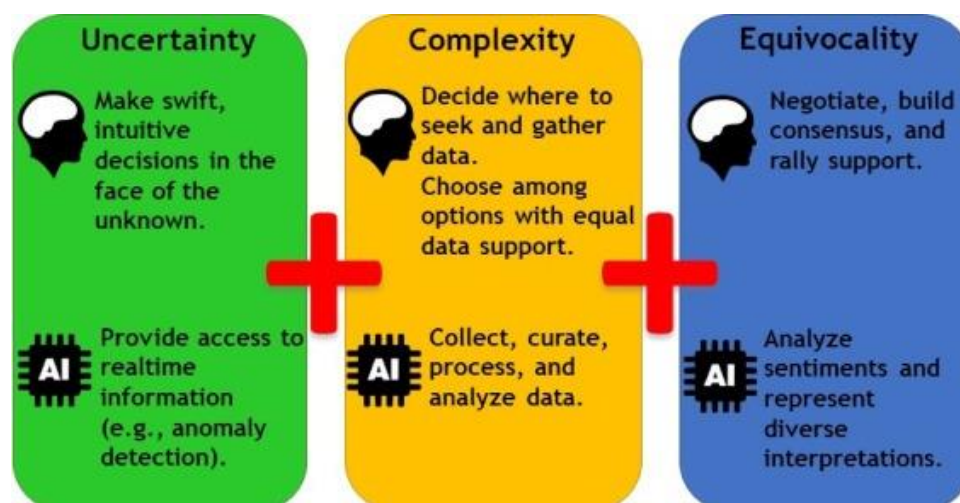 Uncertainty
Make swift,
intuitive
decisions in the
face of the
unknown.
AI
Provide access to
realtime
information
(e.g., anomaly
detection).
Complexity
Decide where to
seek and gather
data.
Choose among
options with equal
data support.
AI
Collect, curate,
process, and
analyze data.
Equivocality
Negotiate, build
consensus, and
rally support.
AI
Analyze
sentiments and
represent
diverse
interpretations.